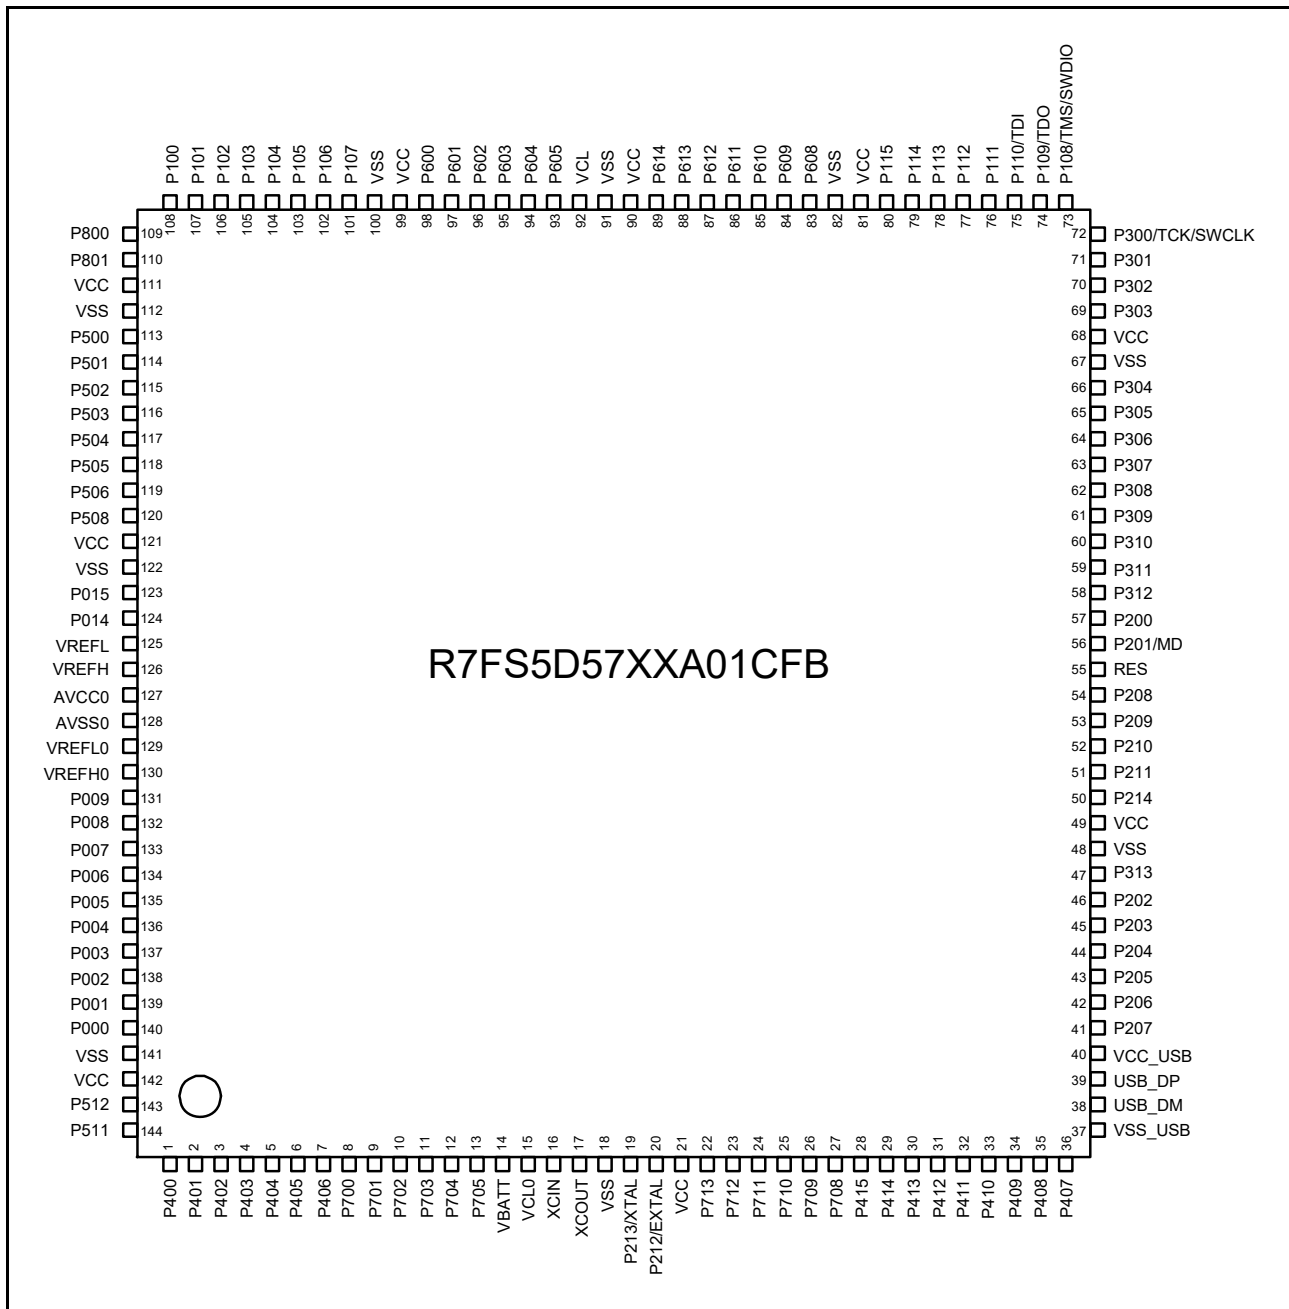 P100 P101 P102 P103 P104 P105 P106 P107 VSS VCC P600 P601 P602 P603 P604 P605 VCL VSS VCC P614 P613 P612 P611 P610 P609 P608 VSS VCC P115 P114 P113 P112 P111 P110/TDI P109/TDO P108/TMS/SWDIO
108 107 106 105 104 103 102 101 100 99 98 97 96 95 94 93 92 91 90 89 88 87 86 85 84 83 82 81 80 79 78 77 76 75 74 73
P800 109 72 P300/TCK/SWCLK
P801 110 71 P301
VCC 111 70 P302
VSS 112 69 P303
P500 113 68 VCC
P501 114 67 VSS
P502 115 66 P304
P503 116 65 P305
P504 117 64 P306
P505 118 63 P307
P506 119 62 P308
P508 120 61 P309
VCC 121 60 P310
VSS 122 59 P311
P015 123 58 P312
P014 124 57 P200
VREFL 125 56 P201/MD
VREFH 126 R7FS5D57XXA01CFB 55 RES
AVCC0 127 54 P208
AVSS0 128 53 P209
VREFL0 129 52 P210
VREFH0 130 51 P211
P009 131 50 P214
P008 132 49 VCC
P007 133 48 VSS
P006 134 47 P313
P005 135 46 P202
P004 136 45 P203
P003 137 44 P204
P002 138 43 P205
P001 139 42 P206
P000 140 41 P207
VSS 141 40 VCC_USB
VCC 142 39 USB_DP
P512 143 38 USB_DM
P511 144 37 VSS_USB
1 2 3 4 5 6 7 8 9 10 11 12 13 14 15 16 17 18 19 20 21 22 23 24 25 26 27 28 29 30 31 32 33 34 35 36
P400 P401 P402 P403 P404 P405 P406 P700 P701 P702 P703 P704 P705 VBATT VCL0 XCIN XCOUT VSS P213/XTAL P212/EXTAL VCC P713 P712 P711 P710 P709 P708 P415 P414 P413 P412 P411 P410 P409 P408 P407